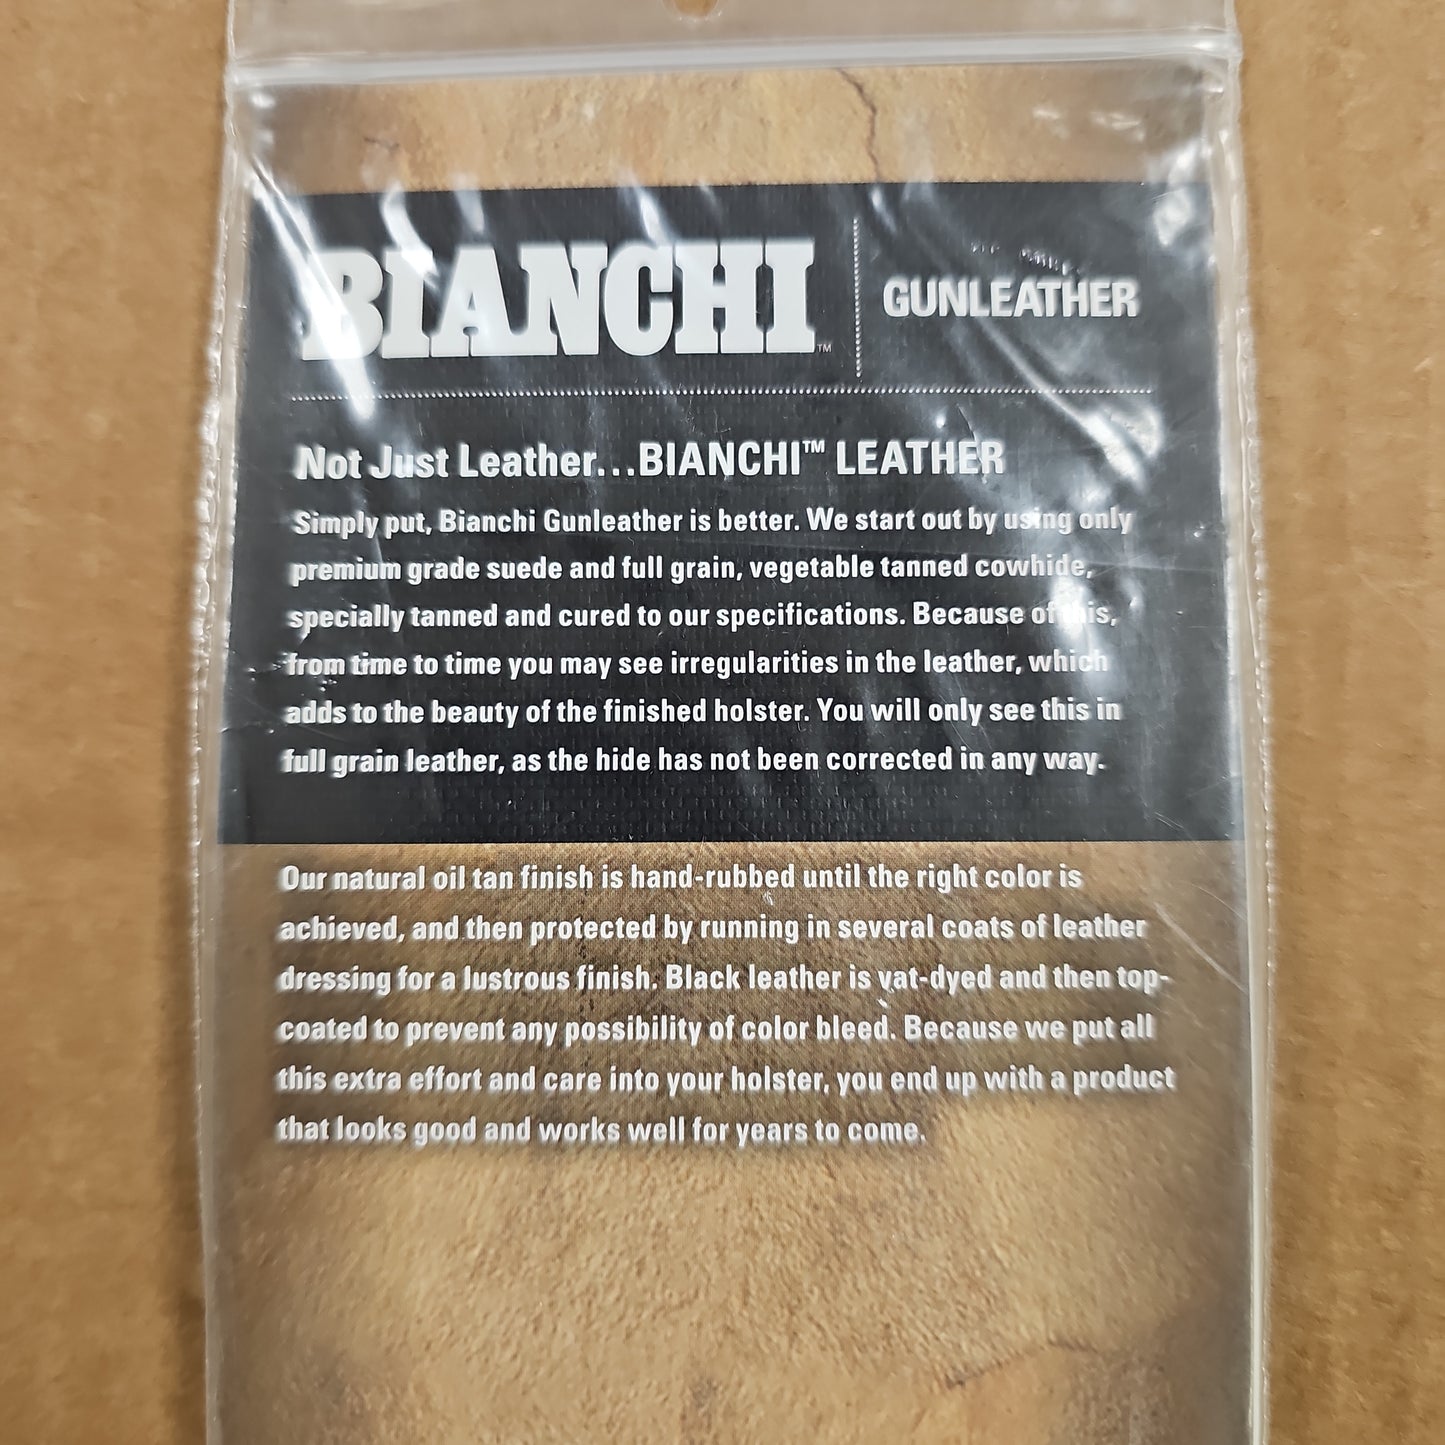 BIANCHI™
GUNLEATHER
Not Just Leather...BIANCHI™ LEATHER
Simply put, Bianchi Gunleather is better. We start out by using only
premium grade suede and full grain, vegetable tanned cowhide,
specially tanned and cured to our specifications. Because of this,
from time to time you may see irregularities in the leather, which
adds to the beauty of the finished holster. You will only see this in
full grain leather, as the hide has not been corrected in any way.
Our natural oil tan finish is hand-rubbed until the right color is
achieved, and then protected by running in several coats of leather
dressing for a lustrous finish. Black leather is vat-dyed and then top-
coated to prevent any possibility of color bleed. Because we put all
this extra effort and care into your holster, you end up with a product
that looks good and works well for years to come.